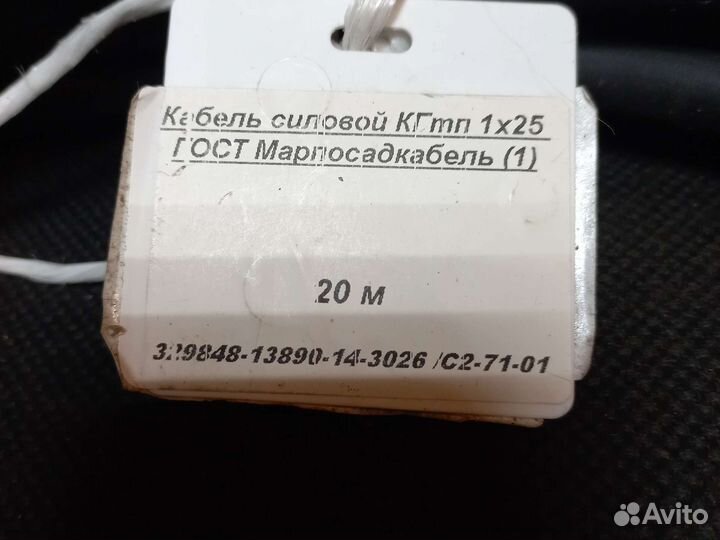 Кабель силовой КГтп 1х25
ГОСТ Марпосадкабель (1)
20 м
329848-13890-14-3026 /С2-71-01
Avito